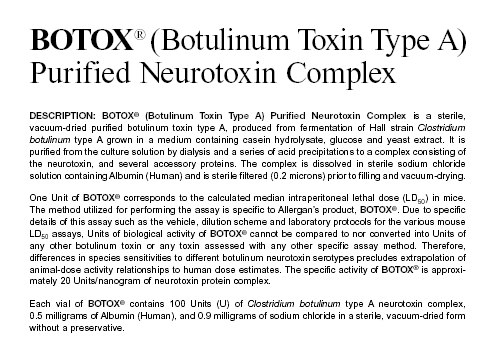 BOTOX® (Botulinum Toxin Type A)
Purified Neurotoxin Complex
DESCRIPTION: BOTOX® (Botulinum Toxin Type A) Purified Neurotoxin Complex is a sterile,
vacuum-dried purified botulinum toxin type A, produced from fermentation of Hall strain Clostridium
botulinum type A grown in a medium containing casein hydrolysate, glucose and yeast extract. It is
purified from the culture solution by dialysis and a series of acid precipitations to a complex consisting of
the neurotoxin, and several accessory proteins. The complex is dissolved in sterile sodium chloride
solution containing Albumin (Human) and is sterile filtered (0.2 microns) prior to filling and vacuum-drying.
One Unit of BOTOX® corresponds to the calculated median intraperitoneal lethal dose (LD50) in mice.
The method utilized for performing the assay is specific to Allergan's product, BOTOX®. Due to specific
details of this assay such as the vehicle, dilution scheme and laboratory protocols for the various mouse
LD50 assays, Units of biological activity of BOTOX® cannot be compared to nor converted into Units of
any other botulinum toxin or any toxin assessed with any other specific assay method. Therefore,
differences in species sensitivities to different botulinum neurotoxin serotypes precludes extrapolation of
animal-dose activity relationships to human dose estimates. The specific activity of BOTOX® is approxi-
mately 20 Units/nanogram of neurotoxin protein complex.
Each vial of BOTOX® contains 100 Units (U) of Clostridium botulinum type A neurotoxin complex,
0.5 milligrams of Albumin (Human), and 0.9 milligrams of sodium chloride in a sterile, vacuum-dried form
without a preservative.